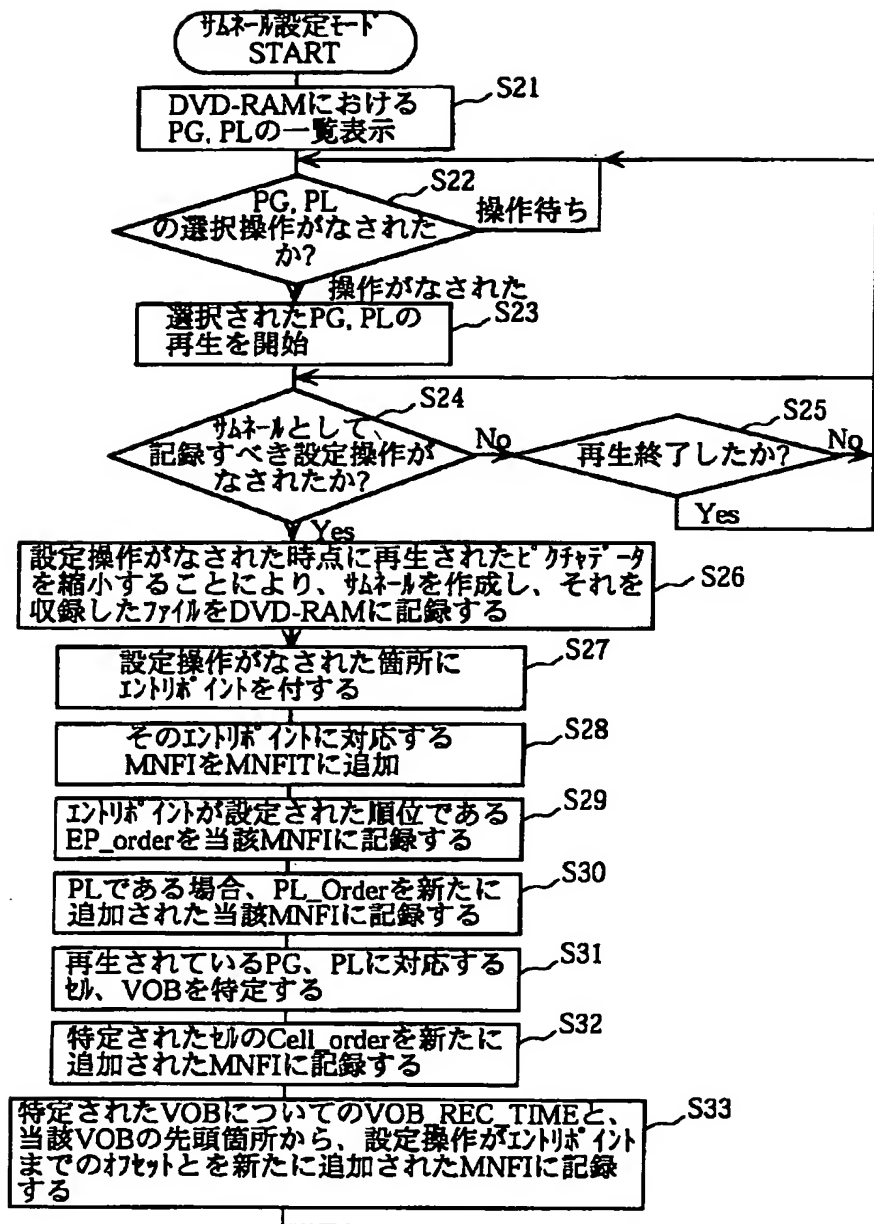 サムネール設定モード
START
S21
DVD-RAMにおける
PG, PLの一覧表示
S22
PG, PL
の選択操作がなされた
か?
操作待ち
操作がなされた
S23
選択されたPG, PLの
再生を開始
S24
サムネールとして、
記録すべき設定操作が
なされたか?
No
S25
再生終了したか?
No
Yes
Yes
設定操作がなされた時点に再生されたピクチャデータ
を縮小することにより、サムネールを作成し、それを
収録したファイルをDVD-RAMに記録する
S26
設定操作がなされた箇所に
エントリポイントを付する
S27
そのエントリポイントに対応する
MNFIをMNFITに追加
S28
エントリポイントが設定された順位である
EP_orderを当該MNFIに記録する
S29
PLである場合、PL_Orderを新たに
追加された当該MNFIに記録する
S30
再生されているPG、PLに対応する
セル、VOBを特定する
S31
特定されたセルのCell_orderを新たに
追加されたMNFIに記録する
S32
特定されたVOBについてのVOB_REC_TIMEと、
当該VOBの先頭箇所から、設定操作がエントリポイント
までのオフセットとを新たに追加されたMNFIに記録
する
S33